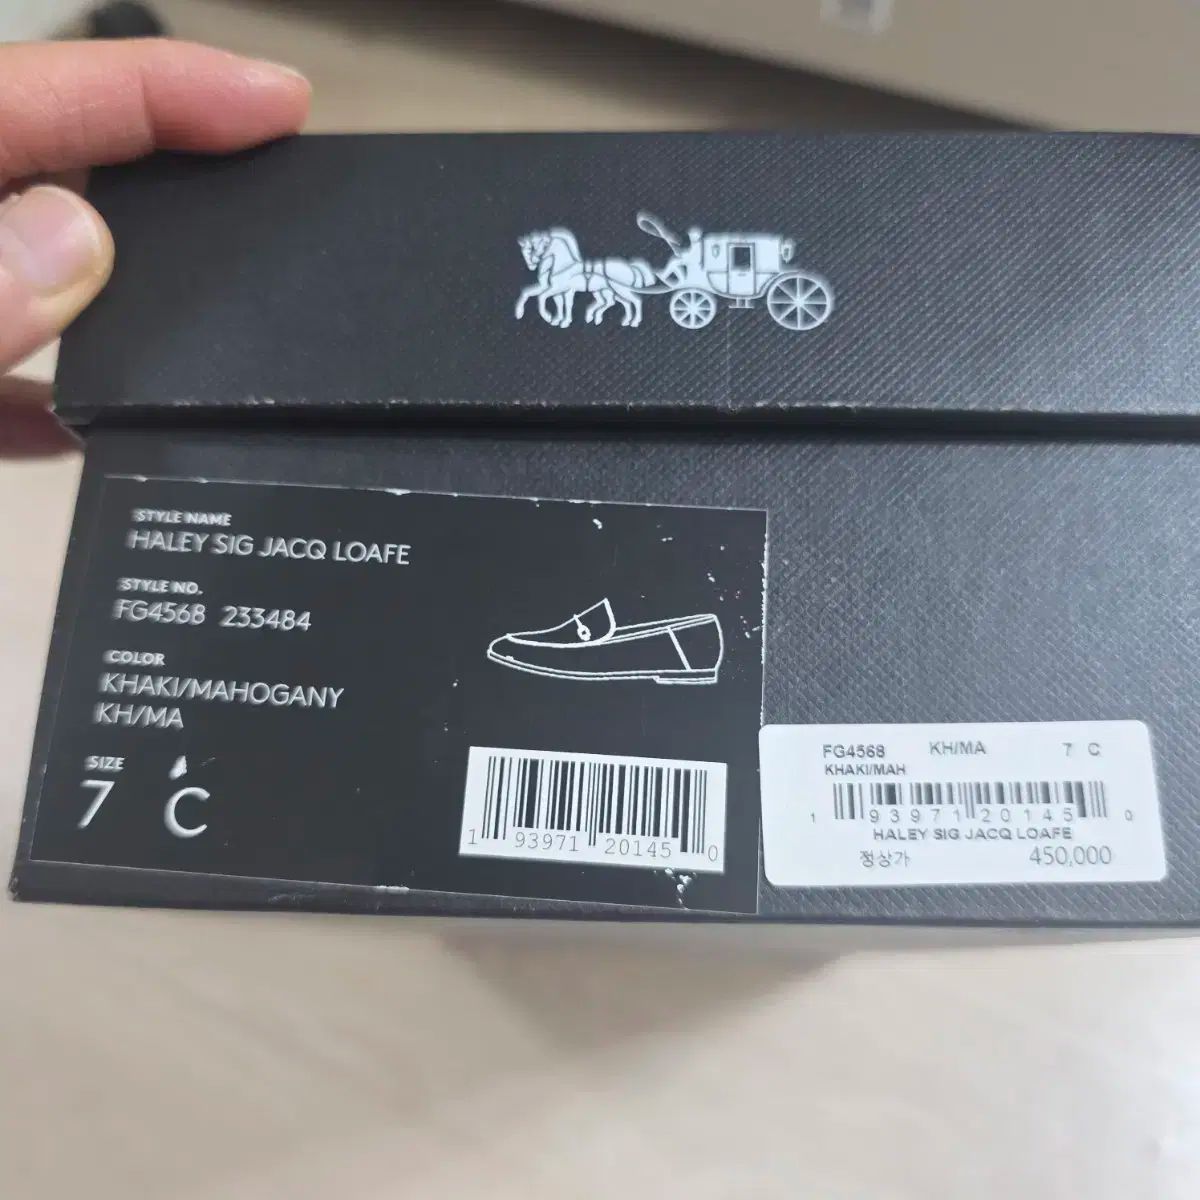 STYLE NAME
HALEY SIG JACQ LOAFE
STYLE NO.
FG4568 233484
COLOR
KHAKI/MAHOGANY
KH/MA
SIZE
7 C
1 93971 20145 0
FG4568 KH/MA 7 C
KHAKI/MAH
1 93971 20145 0
HALEY SIG JACQ LOAFE
정상가 450,000